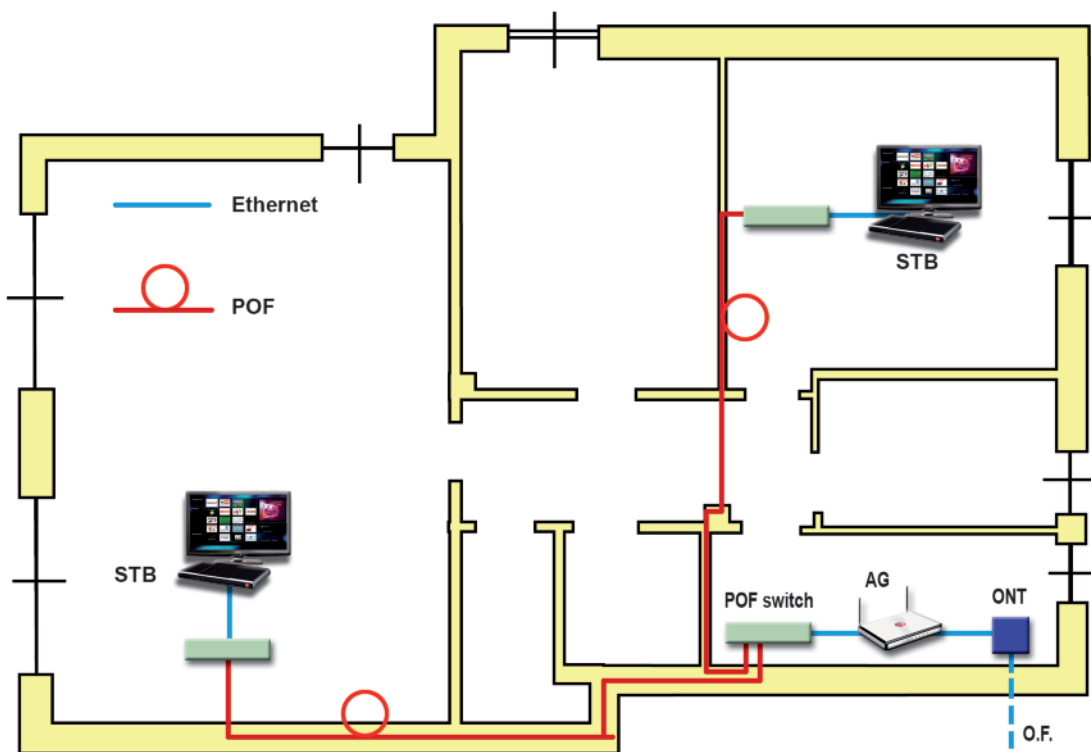 Ethernet
POF
STB
STB
POF switch
AG
ONT
O.F.